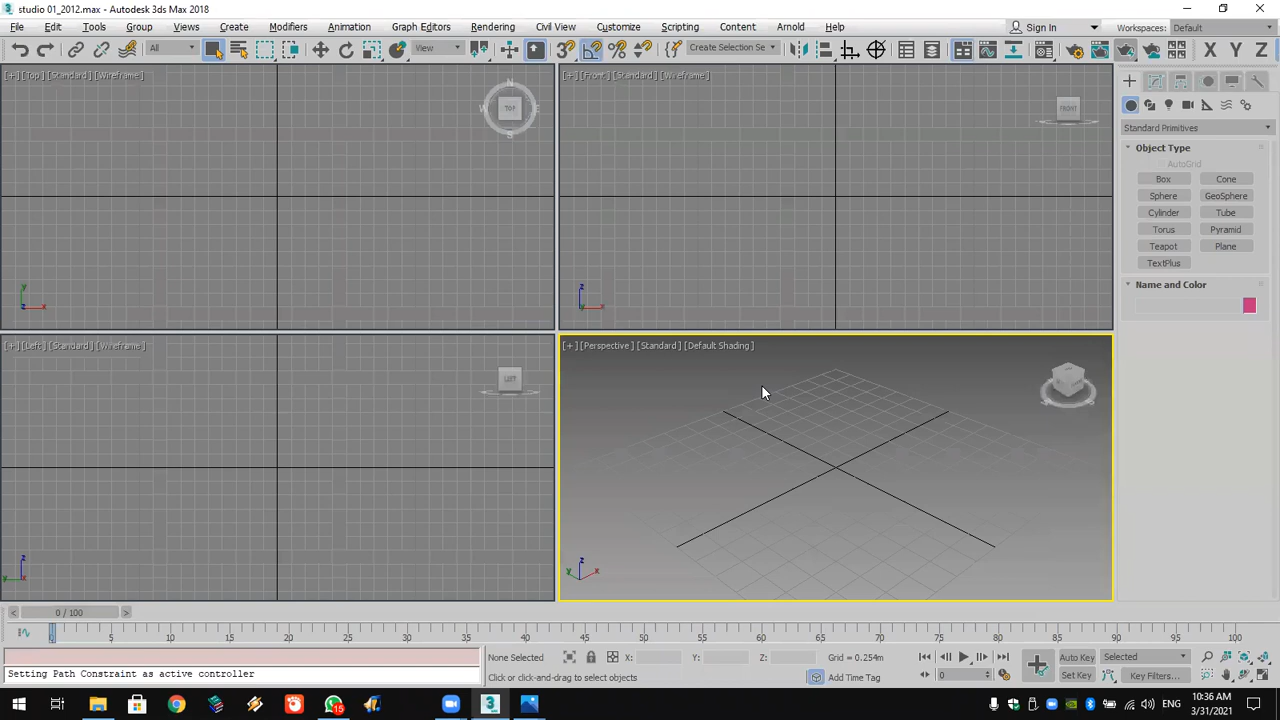 studio 01_2012.max - Autodesk 3ds Max 2018
File Edit Tools Group Views Create Modifiers Animation Graph Editors Rendering Civil View Customize Scripting Content Arnold Help Sign In Workspaces: Default
All View Create Selection Se X Y Z
[+] [Top] [Standard] [Wireframe]
[+] [Front] [Standard] [Wireframe]
N
W TOP
S
FRONT
Standard Primitives
Object Type
AutoGrid
Box Cone
Sphere GeoSphere
Cylinder Tube
Torus Pyramid
Teapot Plane
TextPlus
Name and Color
y
z x
z
y x
[+] [Left] [Standard] [Wireframe]
[+] [Perspective] [Standard] [Default Shading]
LEFT
z
y x
z
y x
< 0 / 100 >
0 5 10 15 20 25 30 35 40 45 50 55 60 65 70 75 80 85 90 95 100
None Selected X: Y: Z: Grid = 0.254m Auto Key Selected
Setting Path Constraint as active controller
Click or click-and-drag to select objects Add Time Tag 0 Set Key Key Filters...
15 3 MAX ENG 10:36 AM
3/31/2021